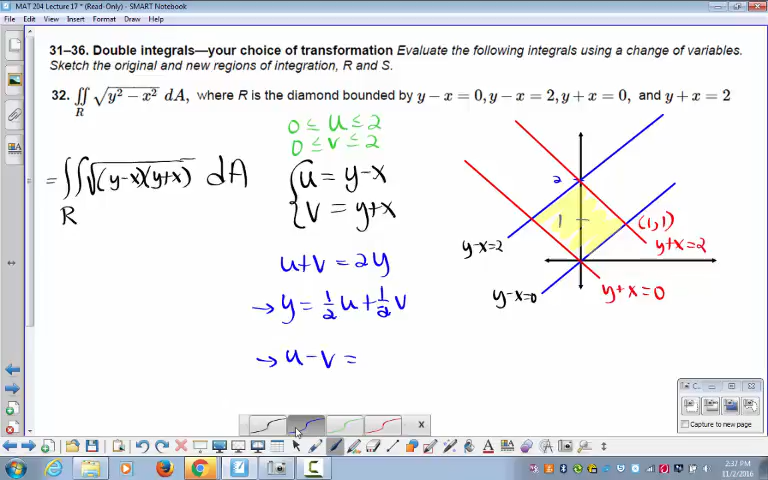 MAT 204 Lecture 17 * (Read-Only) - SMART Notebook
File Edit View Insert Format Draw Help
31–36. Double integrals—your choice of transformation Evaluate the following integrals using a change of variables.
Sketch the original and new regions of integration, R and S.
32. ∬_R √(y² − x²) dA, where R is the diamond bounded by y − x = 0, y − x = 2, y + x = 0, and y + x = 2
0 ≤ u ≤ 2
0 ≤ v ≤ 2
= ∬_R √((y-x)(y+x)) dA
{ u = y-x
v = y+x
u+v = 2y
→ y = 1/2 u + 1/2 v
→ u - v =
2
1
(1,1)
y-x=2
y+x=2
y-x=0
y+x=0
C...
Capture to new page
2:37 PM
11/2/2016